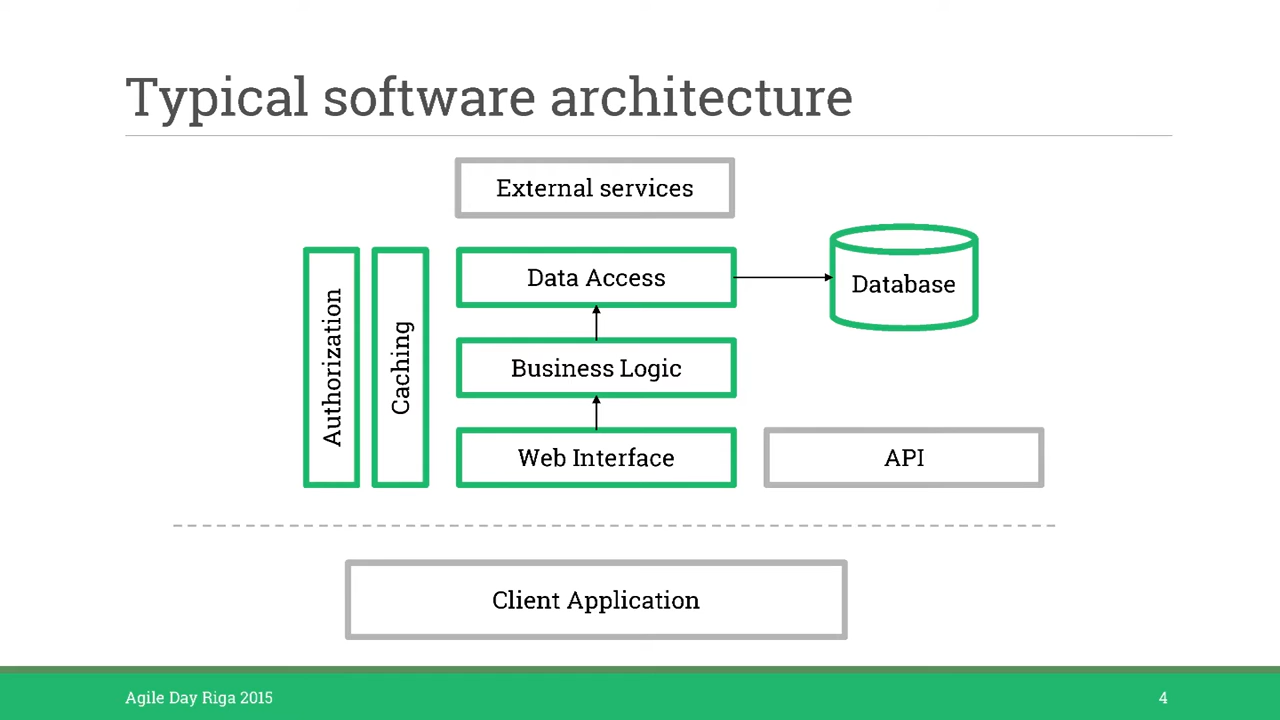 Typical software architecture
External services
Authorization
Caching
Data Access
Database
Business Logic
Web Interface
API
Client Application
Agile Day Riga 2015
4